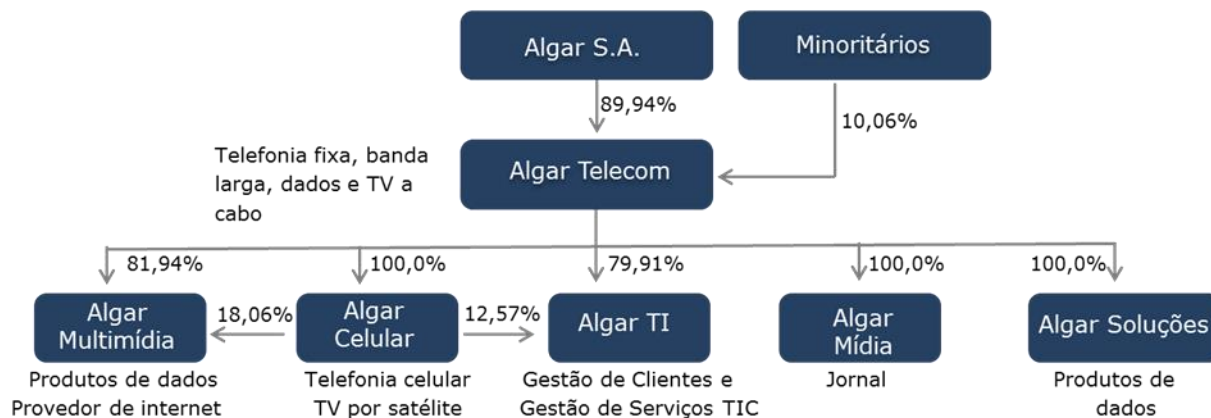 Algar S.A.
Minoritários
89,94%
10,06%
Telefonia fixa, banda
larga, dados e TV a
cabo
Algar Telecom
81,94%
100,0%
79,91%
100,0%
100,0%
Algar
Multimídia
18,06%
Algar
Celular
12,57%
Algar TI
Algar
Mídia
Algar Soluções
Produtos de dados
Provedor de internet
Telefonia celular
TV por satélite
Gestão de Clientes e
Gestão de Serviços TIC
Jornal
Produtos de
dados